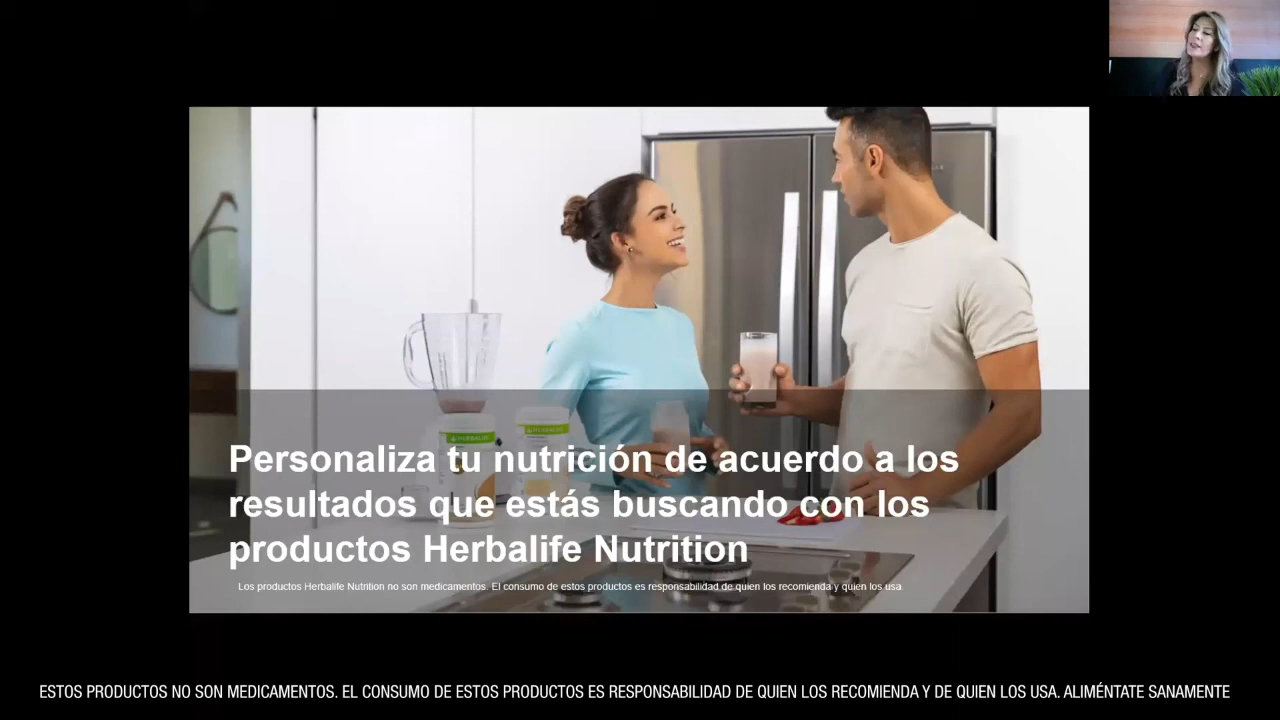 HERBALIFE
HERBALIFE
Personaliza tu nutrición de acuerdo a los
resultados que estás buscando con los
productos Herbalife Nutrition
Los productos Herbalife Nutrition no son medicamentos. El consumo de estos productos es responsabilidad de quien los recomienda y quien los usa.
ESTOS PRODUCTOS NO SON MEDICAMENTOS. EL CONSUMO DE ESTOS PRODUCTOS ES RESPONSABILIDAD DE QUIEN LOS RECOMIENDA Y DE QUIEN LOS USA. ALIMÉNTATE SANAMENTE